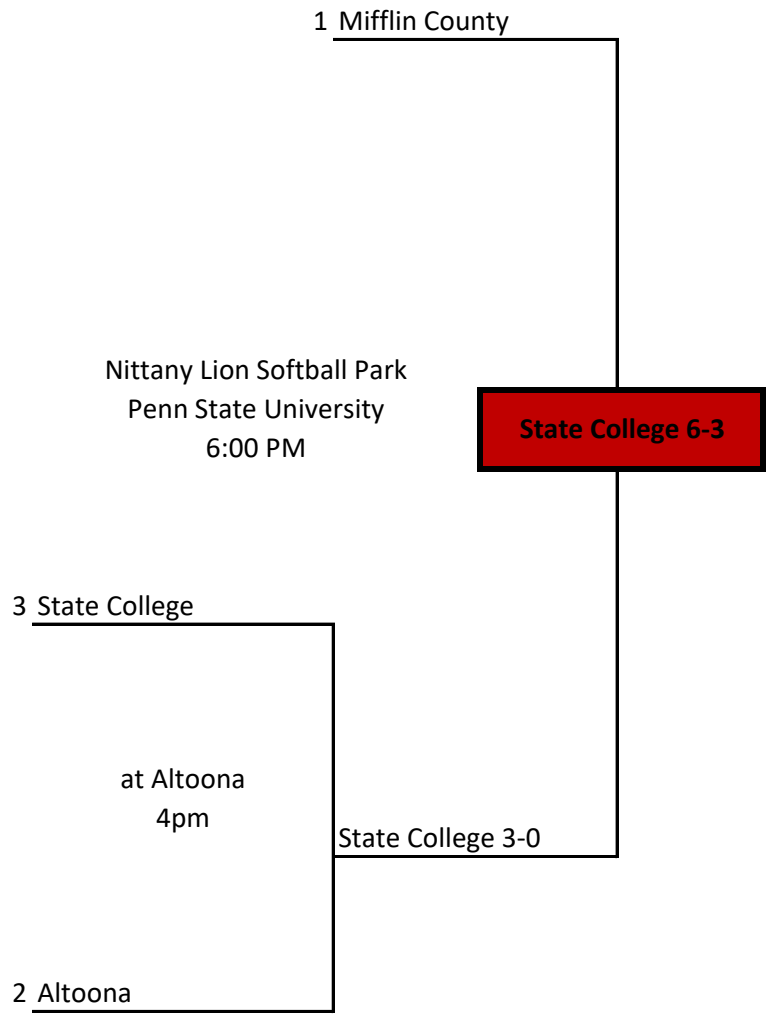 1 Mifflin County
Nittany Lion Softball Park
Penn State University
6:00 PM
State College 6-3
3 State College
at Altoona
4pm
State College 3-0
2 Altoona